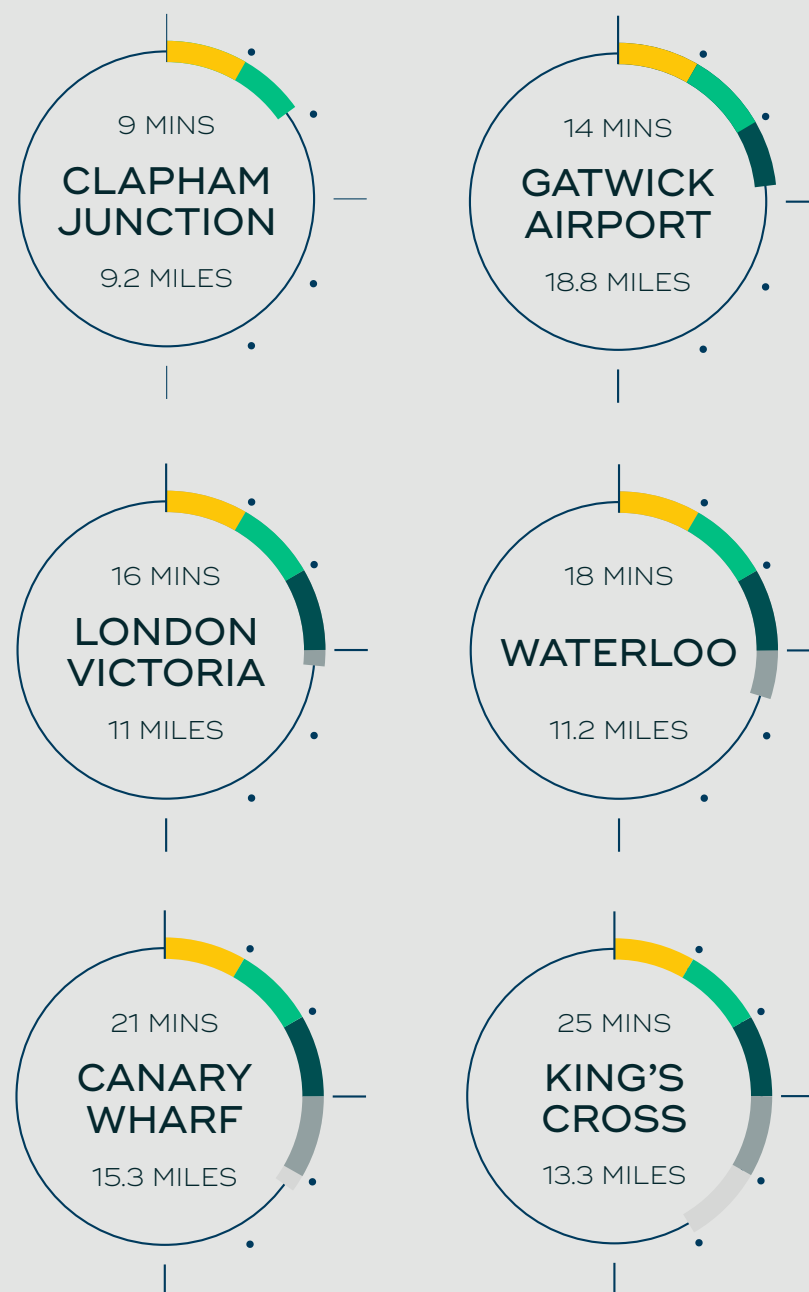 9 MINS
CLAPHAM
JUNCTION
9.2 MILES
14 MINS
GATWICK
AIRPORT
18.8 MILES
16 MINS
LONDON
VICTORIA
11 MILES
18 MINS
WATERLOO
11.2 MILES
21 MINS
CANARY
WHARF
15.3 MILES
25 MINS
KING'S
CROSS
13.3 MILES